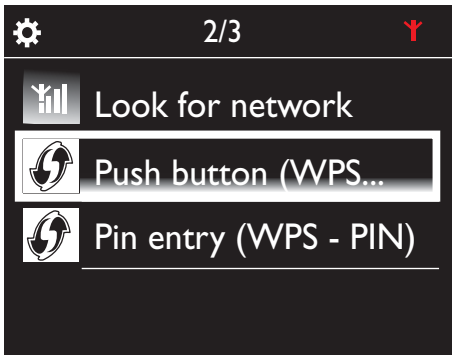 2/3
Look for network
Push button (WPS...
Pin entry (WPS - PIN)